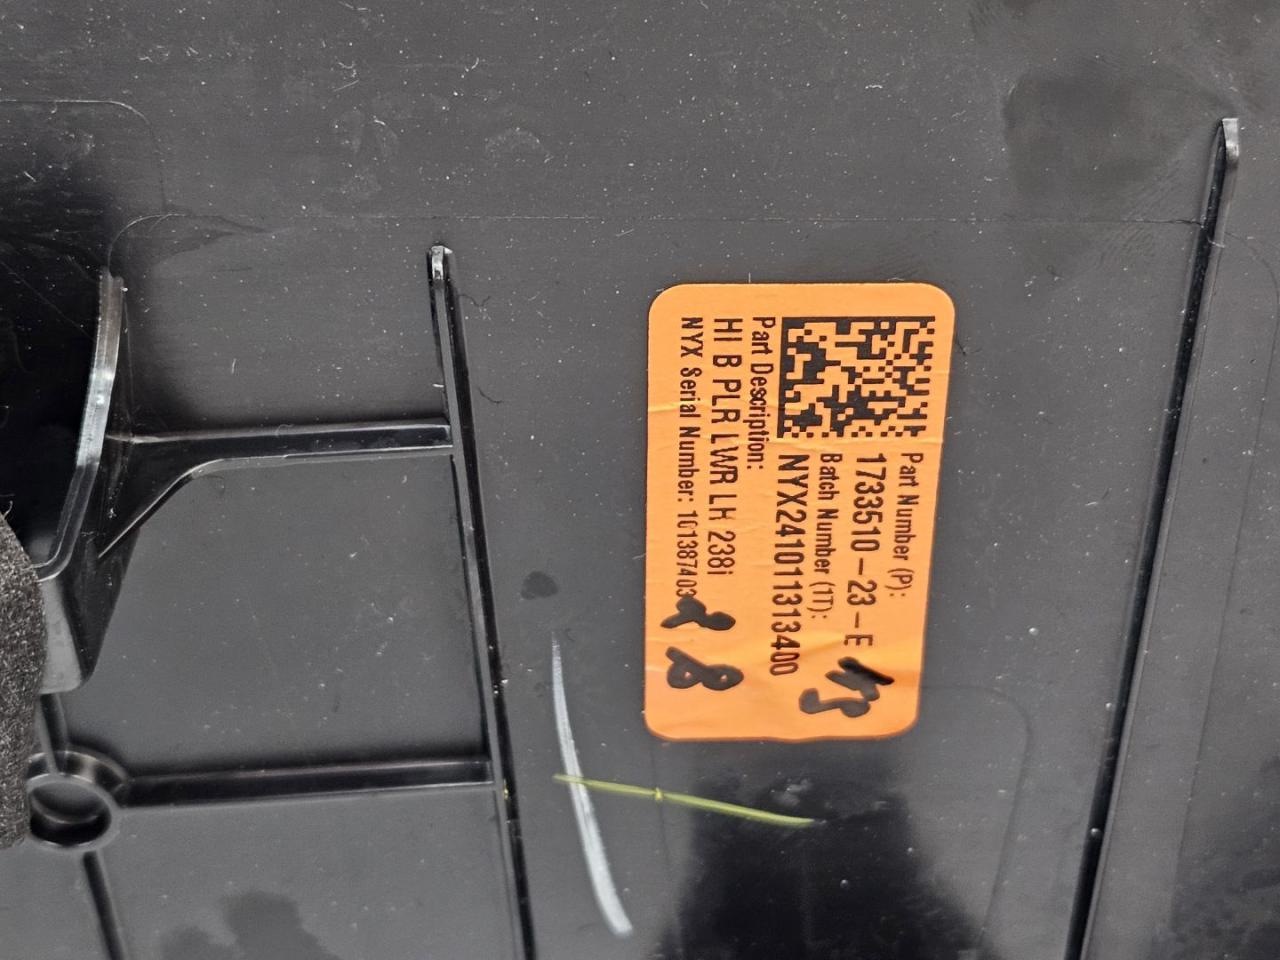 Part Number (P):
1733510-23-E
Batch Number (1T):
NYX241011313400
Part Description:
HI B PLR LWR LH 238i
NYX Serial Number: 101387403